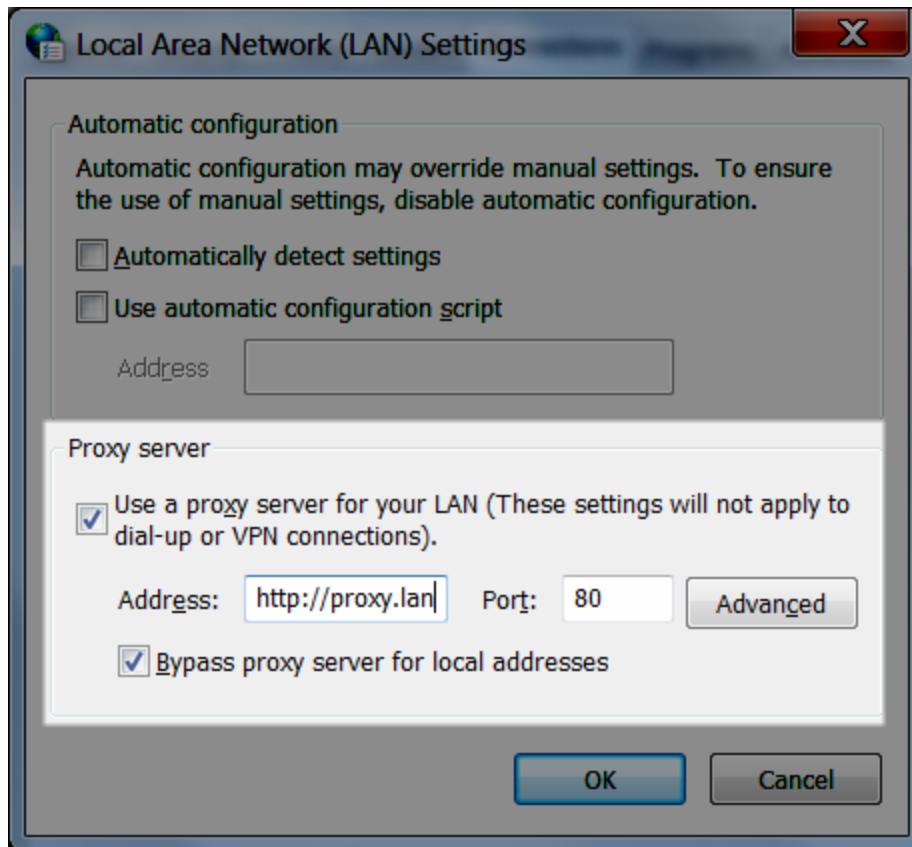 Local Area Network (LAN) Settings
X
Automatic configuration
Automatic configuration may override manual settings. To ensure
the use of manual settings, disable automatic configuration.
Automatically detect settings
Use automatic configuration script
Address
Proxy server
Use a proxy server for your LAN (These settings will not apply to
dial-up or VPN connections).
Address: http://proxy.lan Port: 80 Advanced
Bypass proxy server for local addresses
OK Cancel